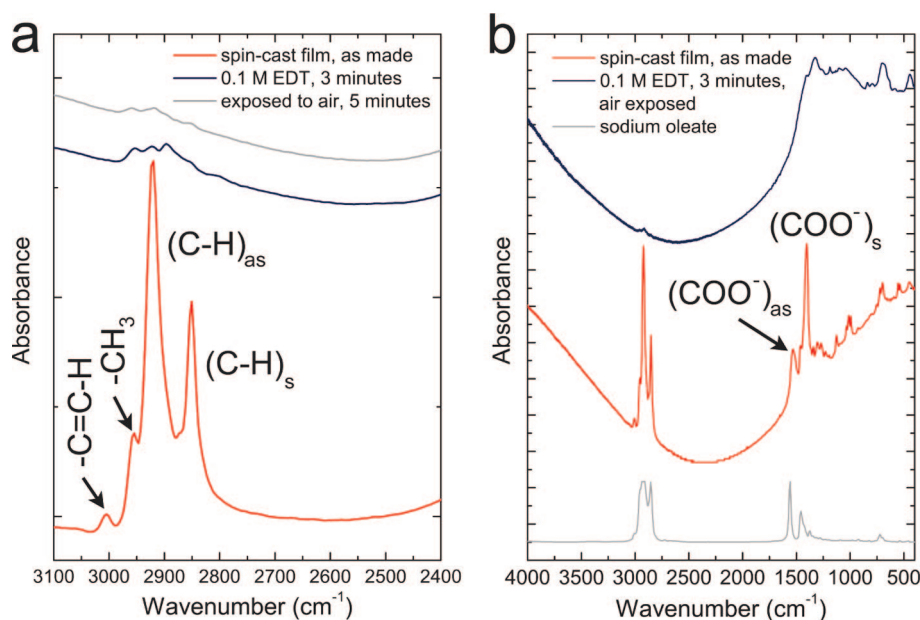 a
spin-cast film, as made
0.1 M EDT, 3 minutes
exposed to air, 5 minutes
(C-H)as
(C-H)s
-CH3
-C=C-H
Absorbance
3100 3000 2900 2800 2700 2600 2500 2400
Wavenumber (cm-1)
b
spin-cast film, as made
0.1 M EDT, 3 minutes,
air exposed
sodium oleate
(COO-)s
(COO-)as
Absorbance
4000 3500 3000 2500 2000 1500 1000 500
Wavenumber (cm-1)